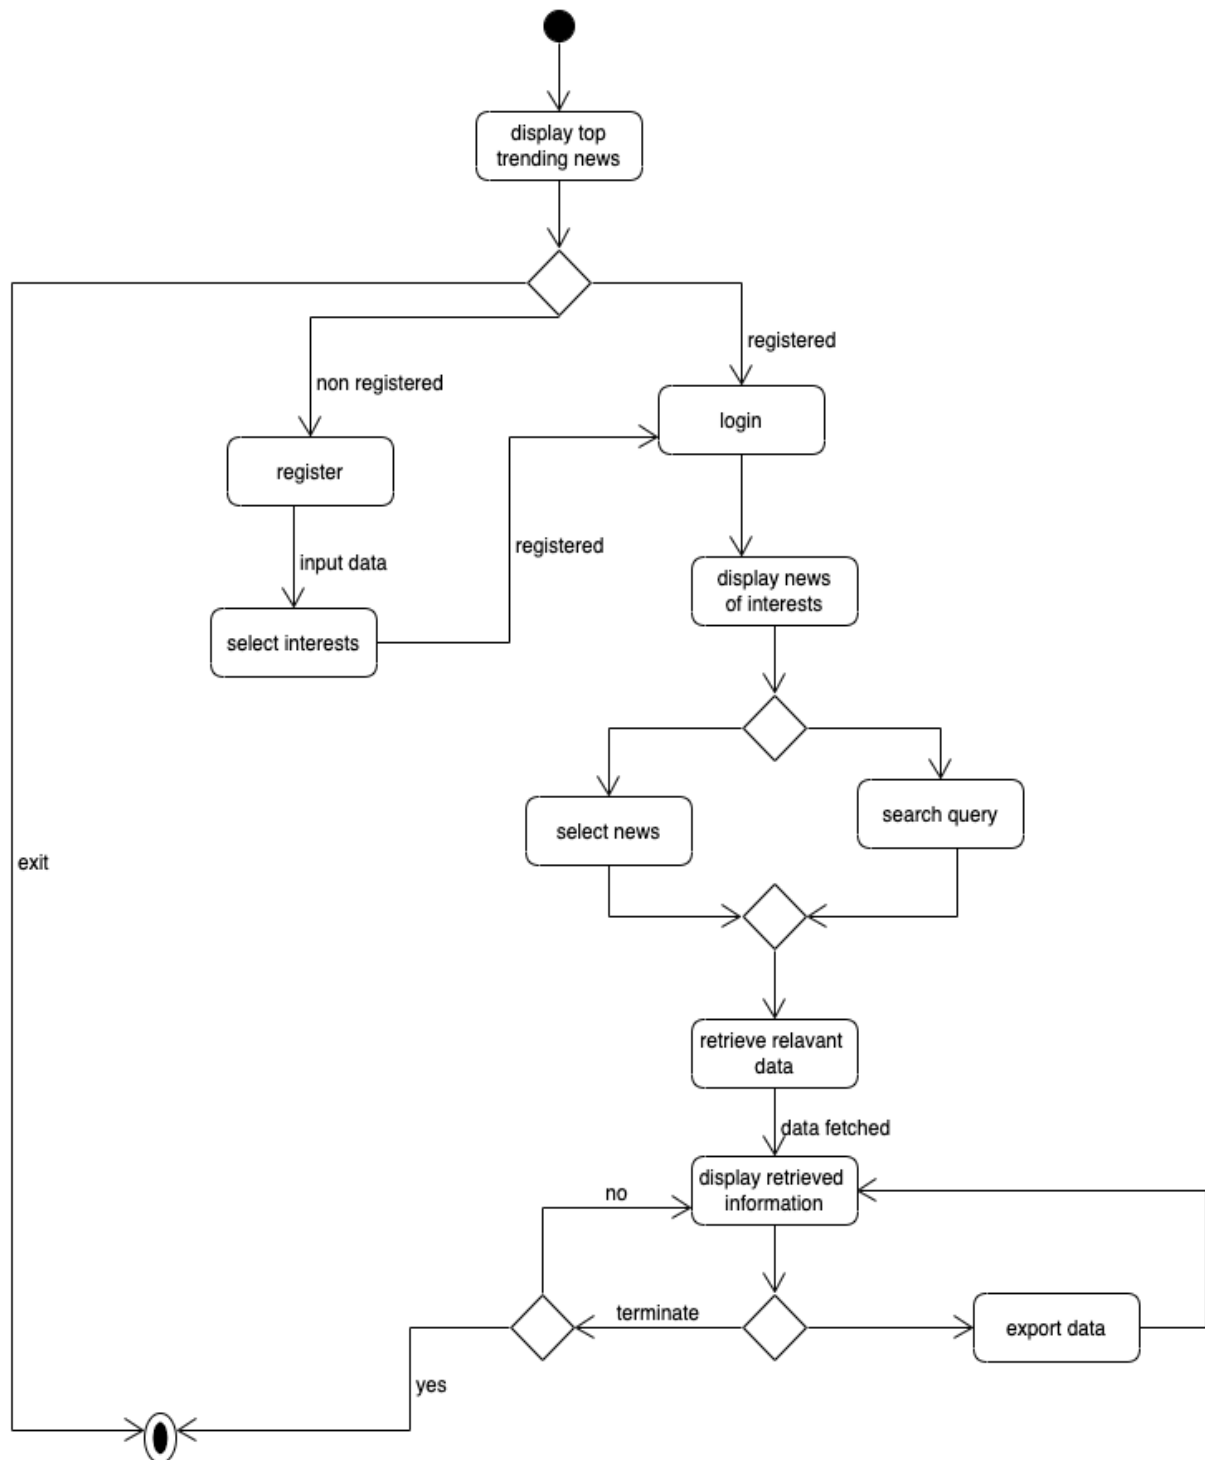 display top
trending news
registered
non registered
login
register
registered
input data
display news
of interests
select interests
search query
select news
exit
retrieve relavant
data
data fetched
display retrieved
information
no
terminate
export data
yes